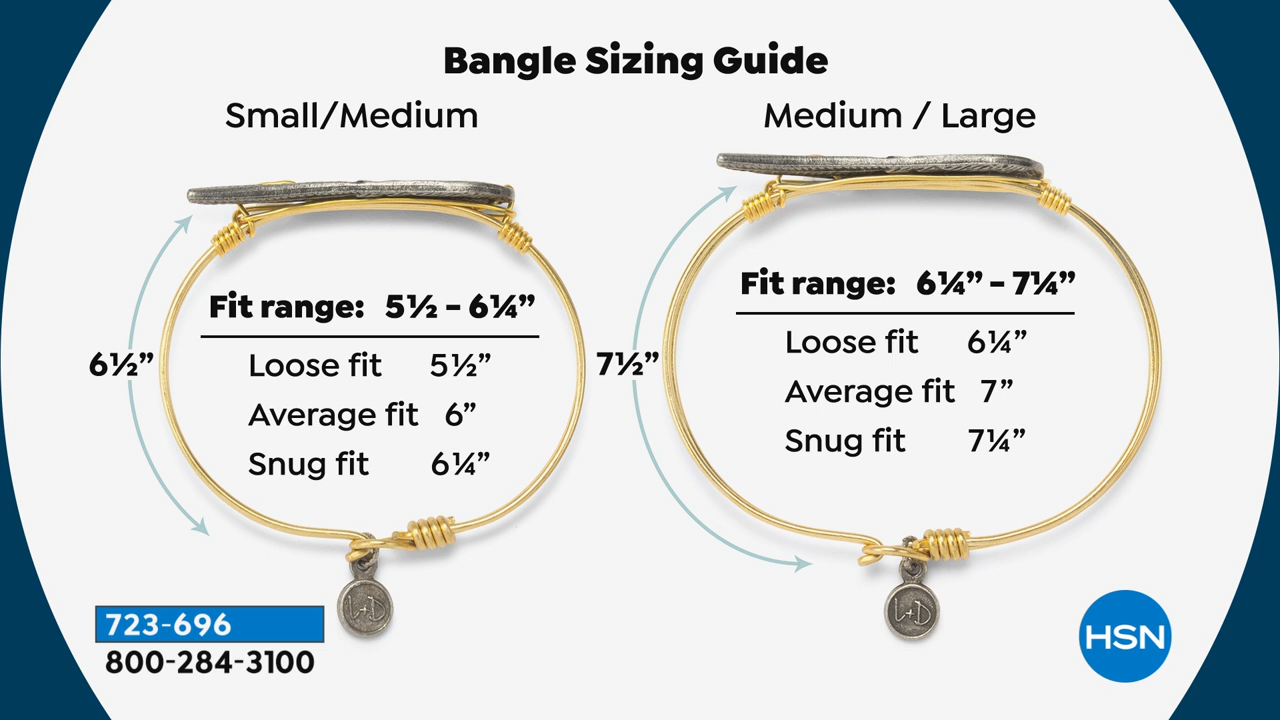 Bangle Sizing Guide
Small/Medium
Fit range: 5½ – 6¼”
Loose fit 5½”
Average fit 6”
Snug fit 6¼”
6½”
L+D
Medium / Large
Fit range: 6¼” – 7¼”
Loose fit 6¼”
Average fit 7”
Snug fit 7¼”
7½”
L+D
723-696
800-284-3100
HSN